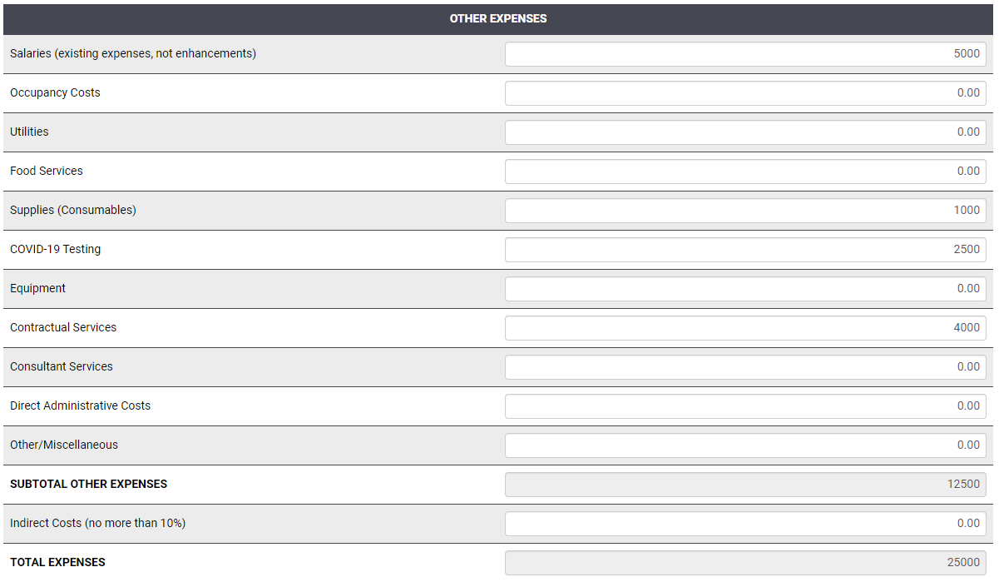 OTHER EXPENSES
Salaries (existing expenses, not enhancements) 5000
Occupancy Costs 0.00
Utilities 0.00
Food Services 0.00
Supplies (Consumables) 1000
COVID-19 Testing 2500
Equipment 0.00
Contractual Services 4000
Consultant Services 0.00
Direct Administrative Costs 0.00
Other/Miscellaneous 0.00
SUBTOTAL OTHER EXPENSES 12500
Indirect Costs (no more than 10%) 0.00
TOTAL EXPENSES 25000